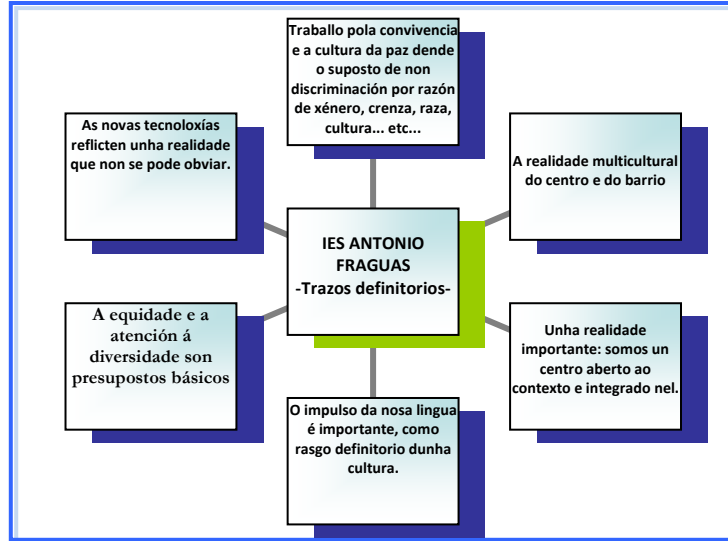 Traballo pola convivencia
e a cultura da paz dende
o suposto de non
discriminación por razón
de xénero, crenza, raza,
cultura... etc...
As novas tecnoloxías
reflicten unha realidade
que non se pode obviar.
A realidade multicultural
do centro e do barrio
IES ANTONIO
FRAGUAS
-Trazos definitorios-
A equidade e a
atención á
diversidade son
presupostos básicos
Unha realidade
importante: somos un
centro aberto ao
contexto e integrado nel.
O impulso da nosa lingua
é importante, como
rasgo definitorio dunha
cultura.